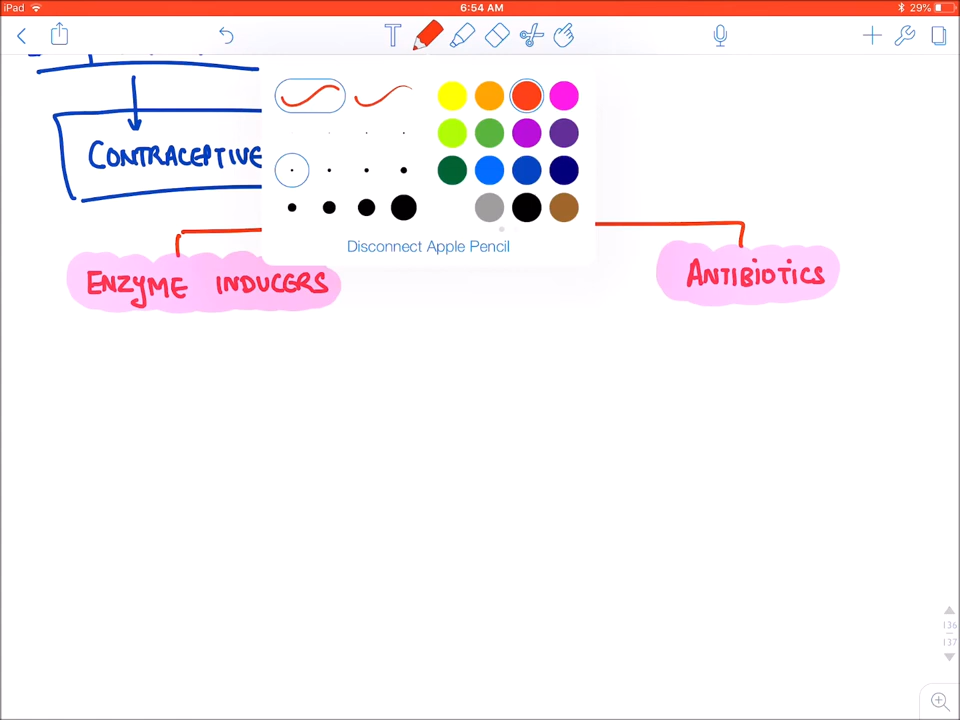 iPad 6:54 AM 29%
T
CONTRACEPTIVE
Disconnect Apple Pencil
ENZYME INDUCERS ANTIBIOTICS
136
137